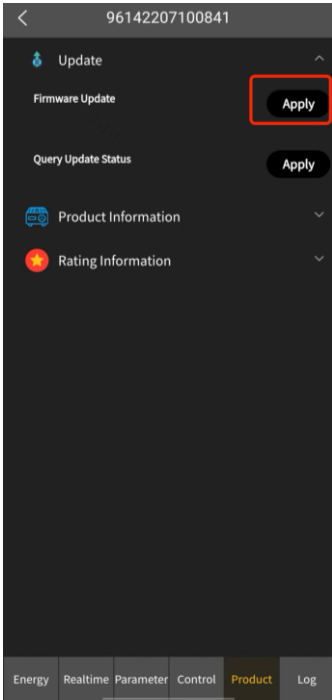 96142207100841
Update
Firmware Update
Apply
Query Update Status
Apply
Product Information
Rating Information
Energy Realtime Parameter Control Product Log